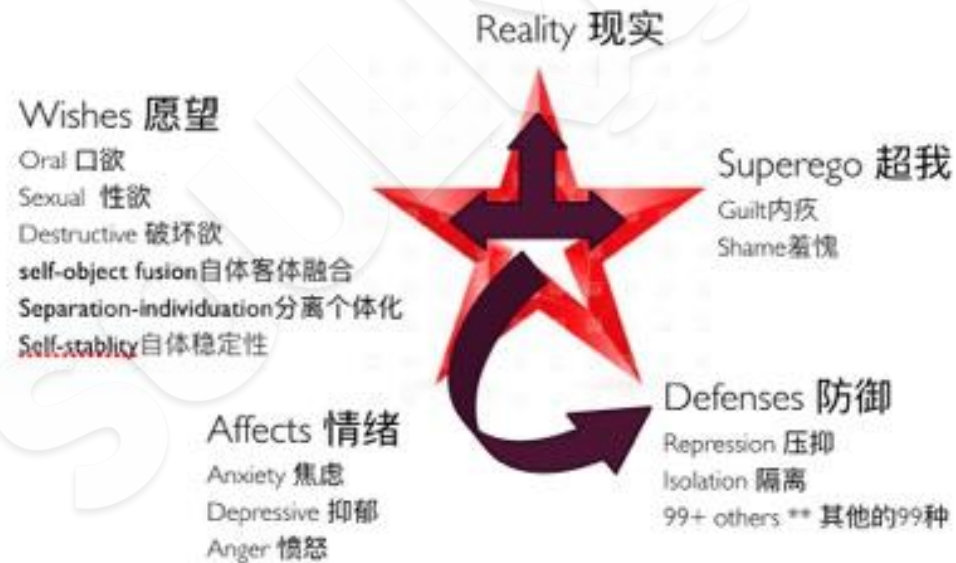 Reality 现实
Wishes 愿望
Oral 口欲
Sexual 性欲
Destructive 破坏欲
self-object fusion自体客体融合
Separation-individuation分离个体化
Self-stablity自体稳定性
Superego 超我
Guilt内疚
Shame羞愧
Affects 情绪
Anxiety 焦虑
Depressive 抑郁
Anger 愤怒
Defenses 防御
Repression 压抑
Isolation 隔离
99+ others ** 其他的99种